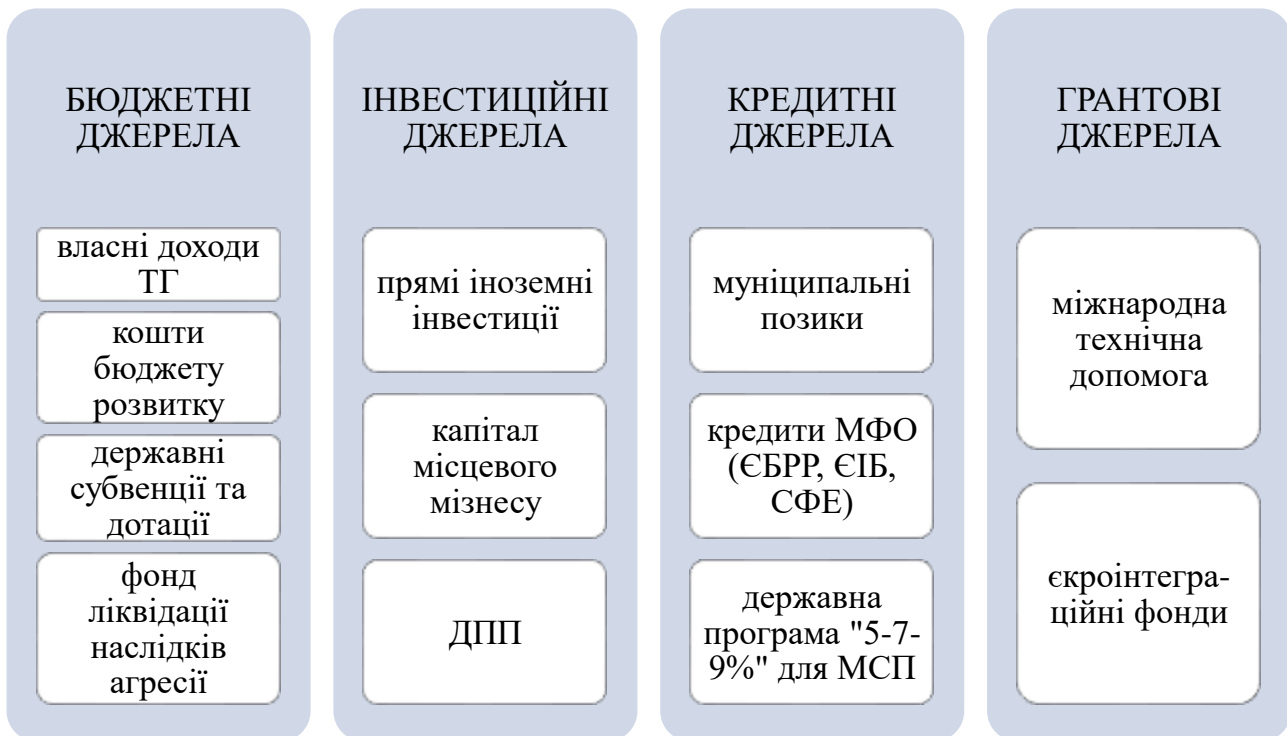 БЮДЖЕТНІ
ДЖЕРЕЛА
власні доходи
ТГ
кошти
бюджету
розвитку
державні
субвенції та
дотації
фонд
ліквідації
наслідків
агресії
ІНВЕСТИЦІЙНІ
ДЖЕРЕЛА
прямі іноземні
інвестиції
капітал
місцевого
мізнесу
ДПП
КРЕДИТНІ
ДЖЕРЕЛА
муніципальні
позики
кредити МФО
(ЄБРР, ЄІБ,
СФЕ)
державна
програма "5-7-
9%" для МСП
ГРАНТОВІ
ДЖЕРЕЛА
міжнародна
технічна
допомога
єкроінтегра-
ційні фонди